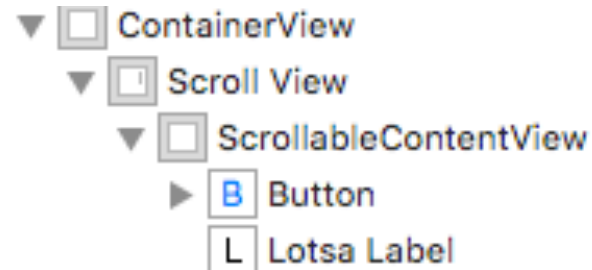 ContainerView
Scroll View
ScrollableContentView
B Button
L Lotsa Label